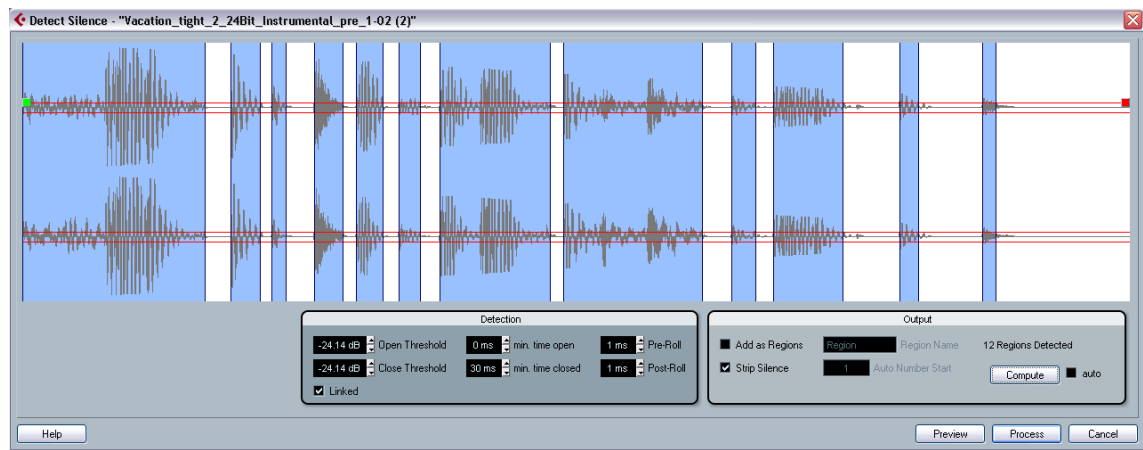 Detect Silence - "Vacation_tight_2_24Bit_Instrumental_pre_1-02 (2)"
Detection
-24.14 dB Open Threshold 0 ms min. time open 1 ms Pre-Roll
-24.14 dB Close Threshold 30 ms min. time closed 1 ms Post-Roll
Linked
Output
Add as Regions Region Region Name 12 Regions Detected
Strip Silence 1 Auto Number Start
Compute auto
Help Preview Process Cancel